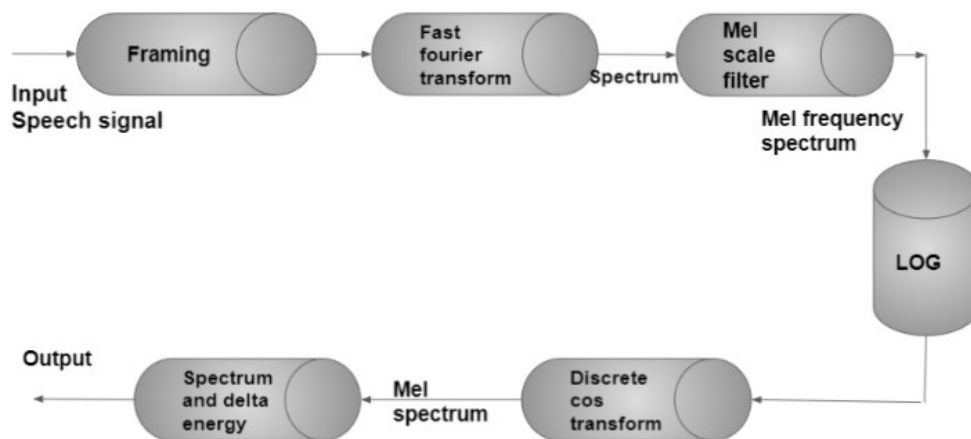 Framing
Fast
fourier
transform
Spectrum
Mel
scale
filter
Input
Speech signal
Mel frequency
spectrum
LOG
Discrete
cos
transform
Mel
spectrum
Spectrum
and delta
energy
Output